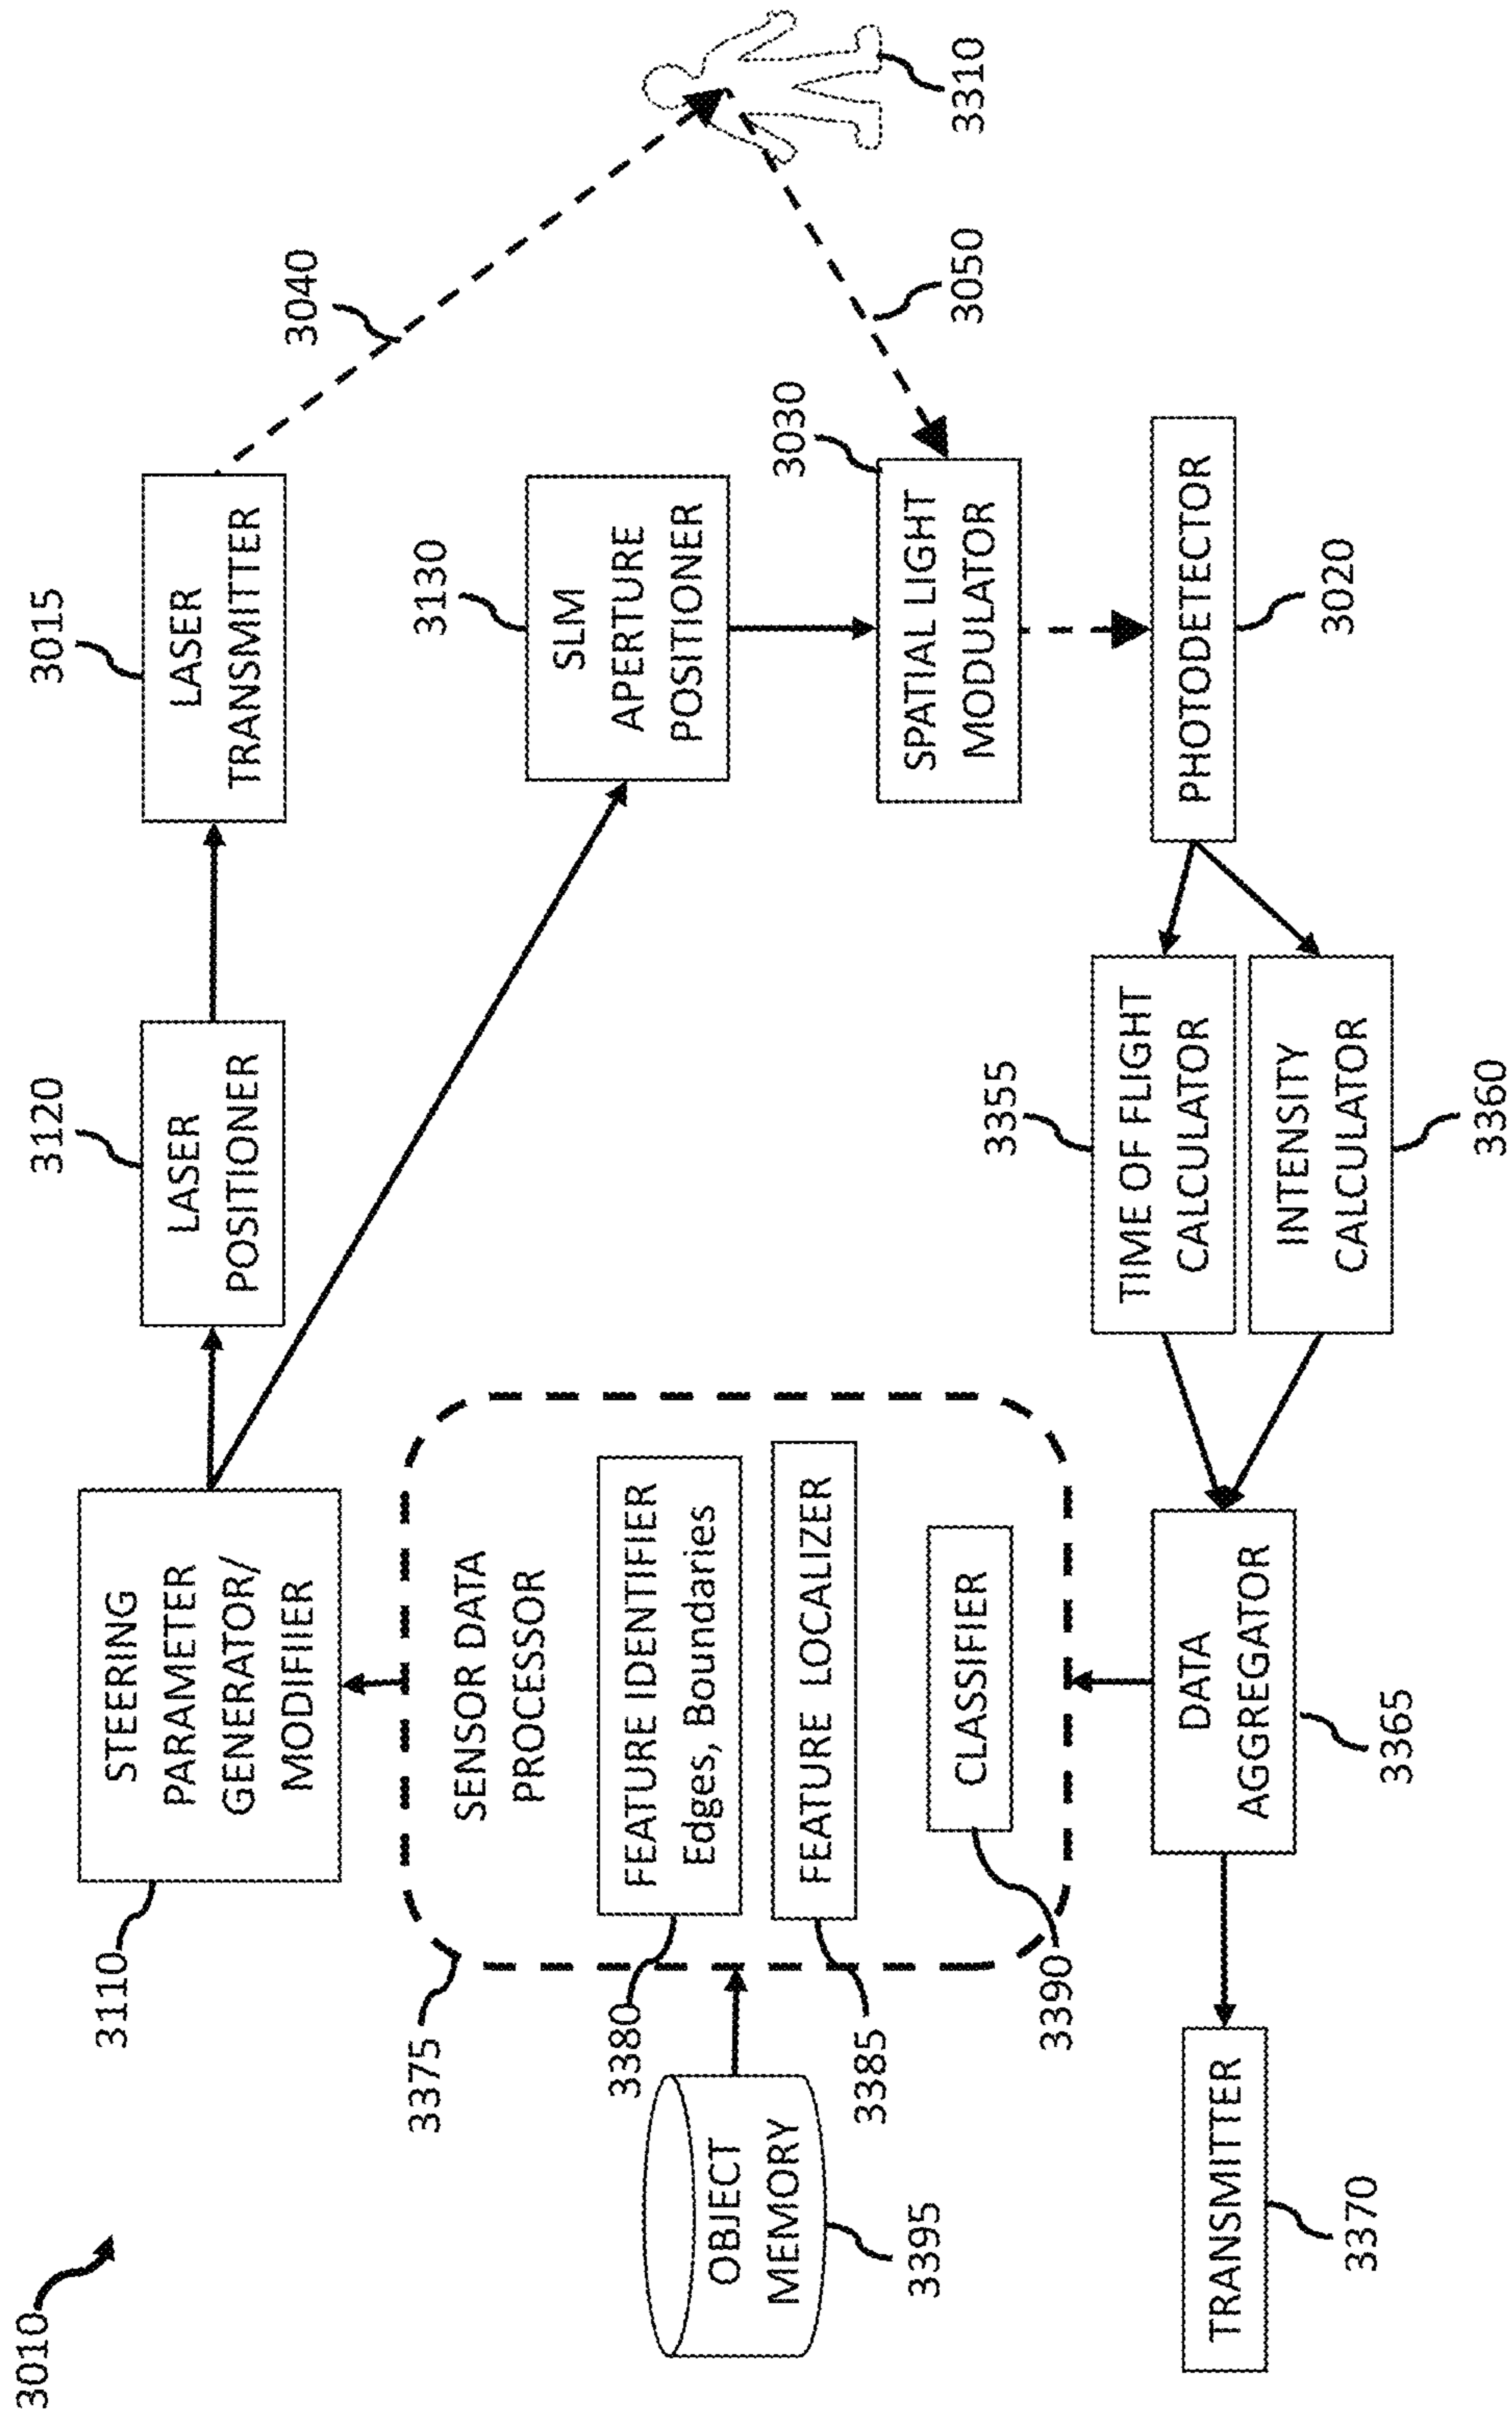 3010
3110
STEERING
PARAMETER
GENERATOR/
MODIFIIER
3120
LASER
POSITIONER
3015
LASER
TRANSMITTER
3040
3375
SENSOR DATA
PROCESSOR
3380
FEATURE IDENTIFIER
Edges, Boundaries
3385
FEATURE LOCALIZER
3390
CLASSIFIER
OBJECT
MEMORY
3395
3130
SLM
APERTURE
POSITIONER
3030
SPATIAL LIGHT
MODULATOR
3050
3310
PHOTODETECTOR
3020
3355
TIME OF FLIGHT
CALCULATOR
INTENSITY
CALCULATOR
3360
DATA
AGGREGATOR
3365
TRANSMITTER
3370